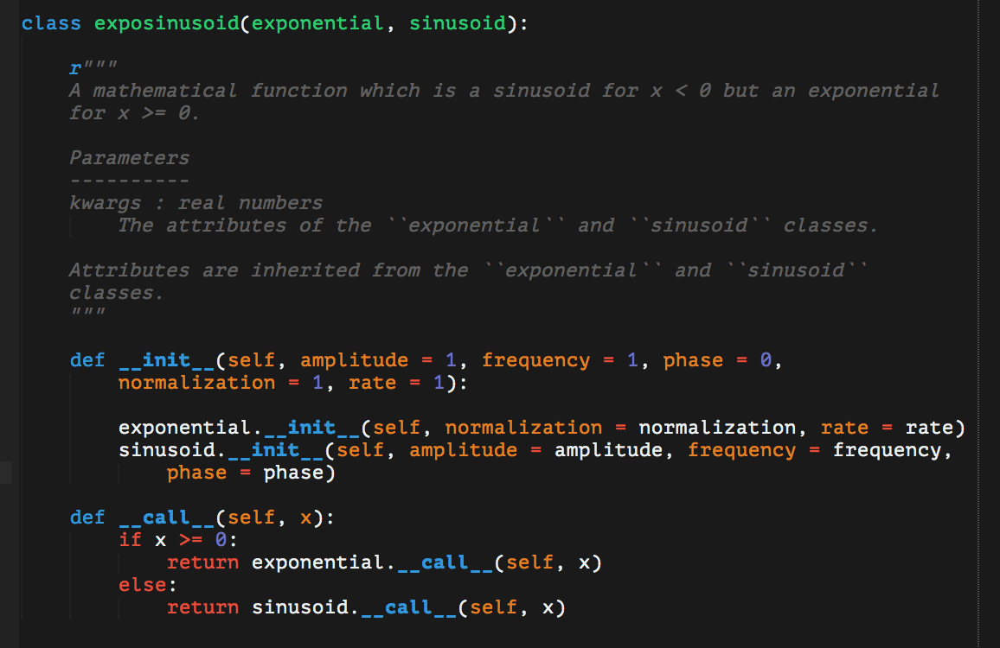 class exposinusoid(exponential, sinusoid):
r"""
A mathematical function which is a sinusoid for x < 0 but an exponential
for x >= 0.
Parameters
----------
kwargs : real numbers
The attributes of the ``exponential`` and ``sinusoid`` classes.
Attributes are inherited from the ``exponential`` and ``sinusoid``
classes.
"""
def __init__(self, amplitude = 1, frequency = 1, phase = 0,
normalization = 1, rate = 1):
exponential.__init__(self, normalization = normalization, rate = rate)
sinusoid.__init__(self, amplitude = amplitude, frequency = frequency,
phase = phase)
def __call__(self, x):
if x >= 0:
return exponential.__call__(self, x)
else:
return sinusoid.__call__(self, x)